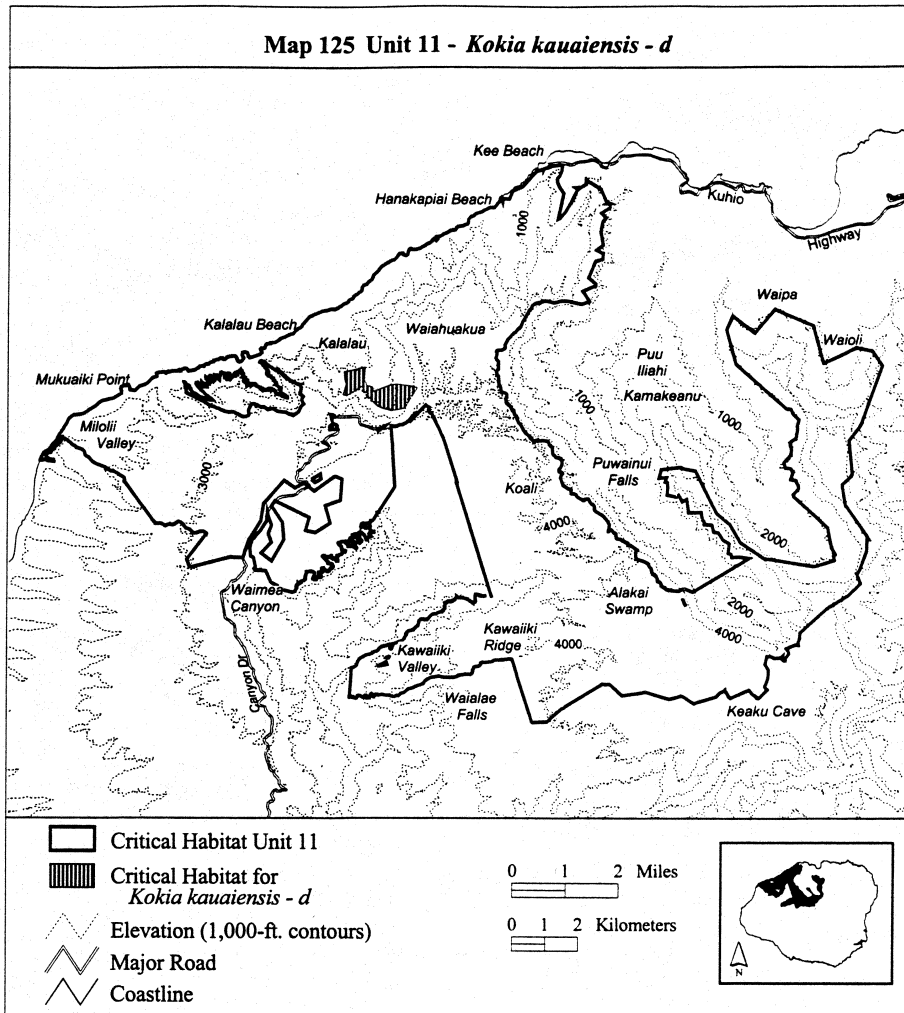 Map 125 Unit 11 - Kokia kauaiensis - d
Kee Beach
Hanakapiai Beach
Kuhio
Highway
1000
Waipa
Kalalau Beach
Kalalau
Waiahuakua
Waioli
Mukuaiki Point
Puu
Iliahi
Kamakeanu
1000
1000
Milolii
Valley
3000
Puwainui
Falls
Koali
4000
2000
Waimea
Canyon
Alakai
Swamp
2000
4000
Kawaiiki
Valley
Kawaiiki
Ridge
4000
Canyon Dr
Waialae
Falls
Keaku Cave
Critical Habitat Unit 11
Critical Habitat for
Kokia kauaiensis - d
Elevation (1,000-ft. contours)
Major Road
Coastline
0 1 2 Miles
0 1 2 Kilometers
N